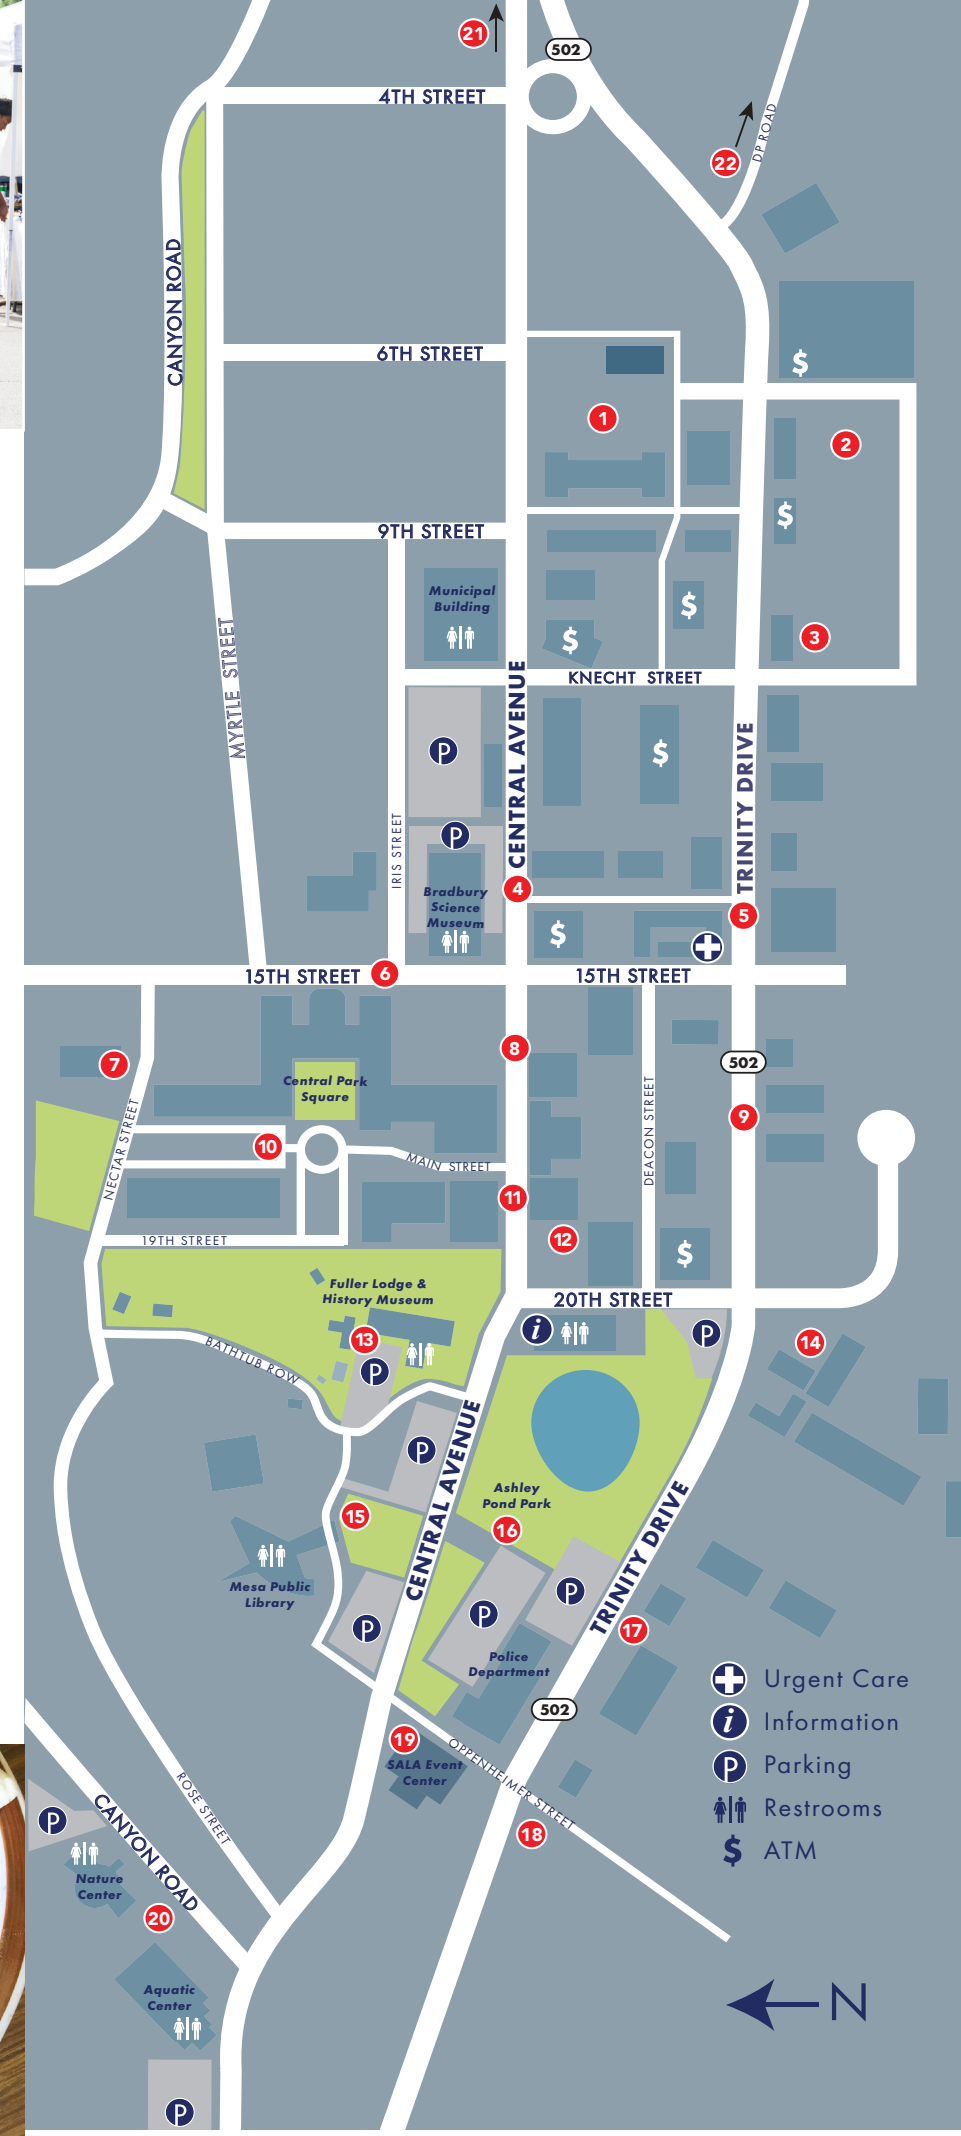 21
502
4TH STREET
22
DP ROAD
CANYON ROAD
6TH STREET
$
1
2
$
9TH STREET
Municipal
Building
$
$
3
MYRTLE STREET
KNECHT STREET
CENTRAL AVENUE
TRINITY DRIVE
P
$
IRIS STREET
P
Bradbury
Science
Museum
4
5
$
15TH STREET
6
15TH STREET
7
8
502
Central Park
Square
DEACON STREET
9
NECTAR STREET
10
MAIN STREET
11
12
19TH STREET
$
Fuller Lodge &
History Museum
20TH STREET
i
P
13
14
BATHTUB ROW
P
P
CENTRAL AVENUE
Ashley
Pond Park
15
16
TRINITY DRIVE
Mesa Public
Library
P
P
P
17
Police
Department
Urgent Care
502
i Information
19
OPPENHEIMER STREET
SALA Event
Center
P Parking
ROSE STREET
CANYON ROAD
P
Restrooms
18
$ ATM
Nature
Center
20
Aquatic
Center
N
P